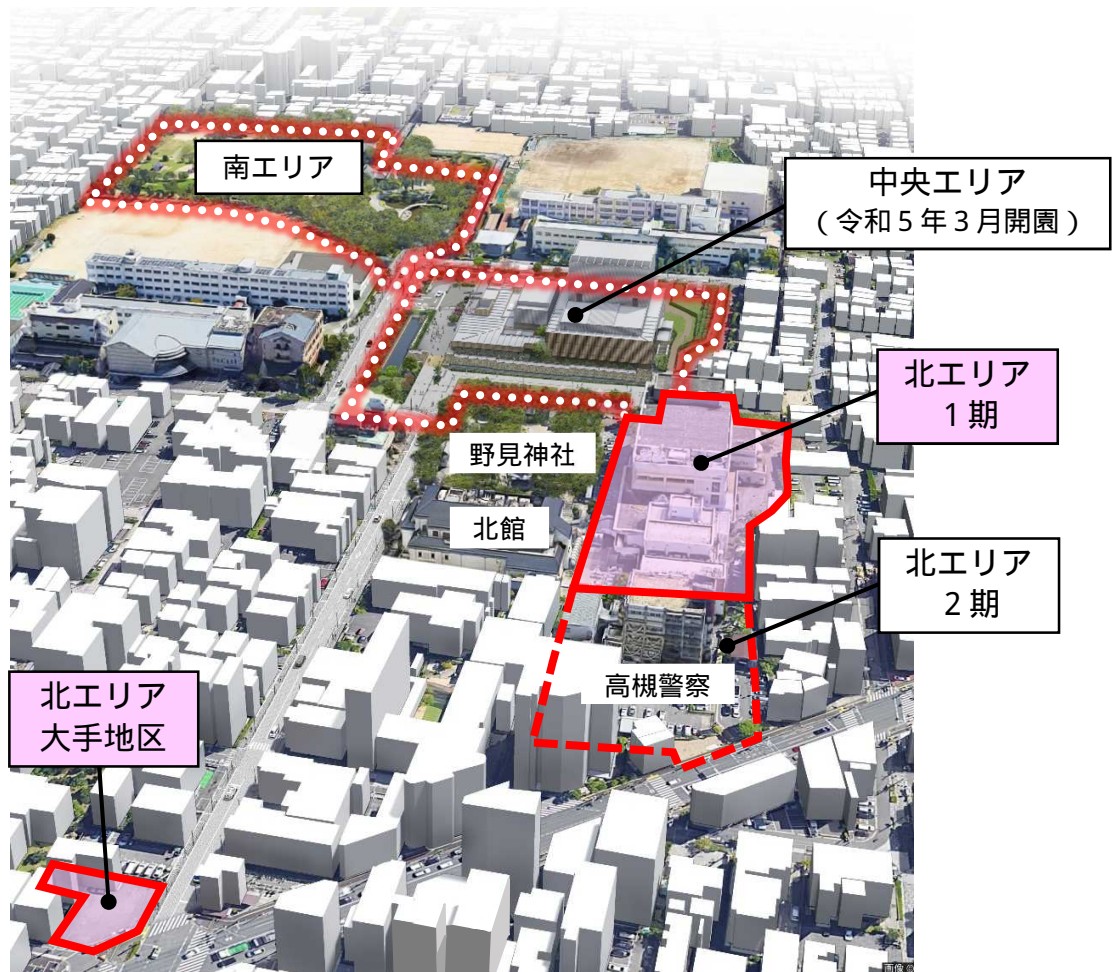 南エリア
中央エリア
（令和５年３月開園）
北エリア
１期
野見神社
北館
北エリア
２期
高槻警察
北エリア
大手地区
画像 ©